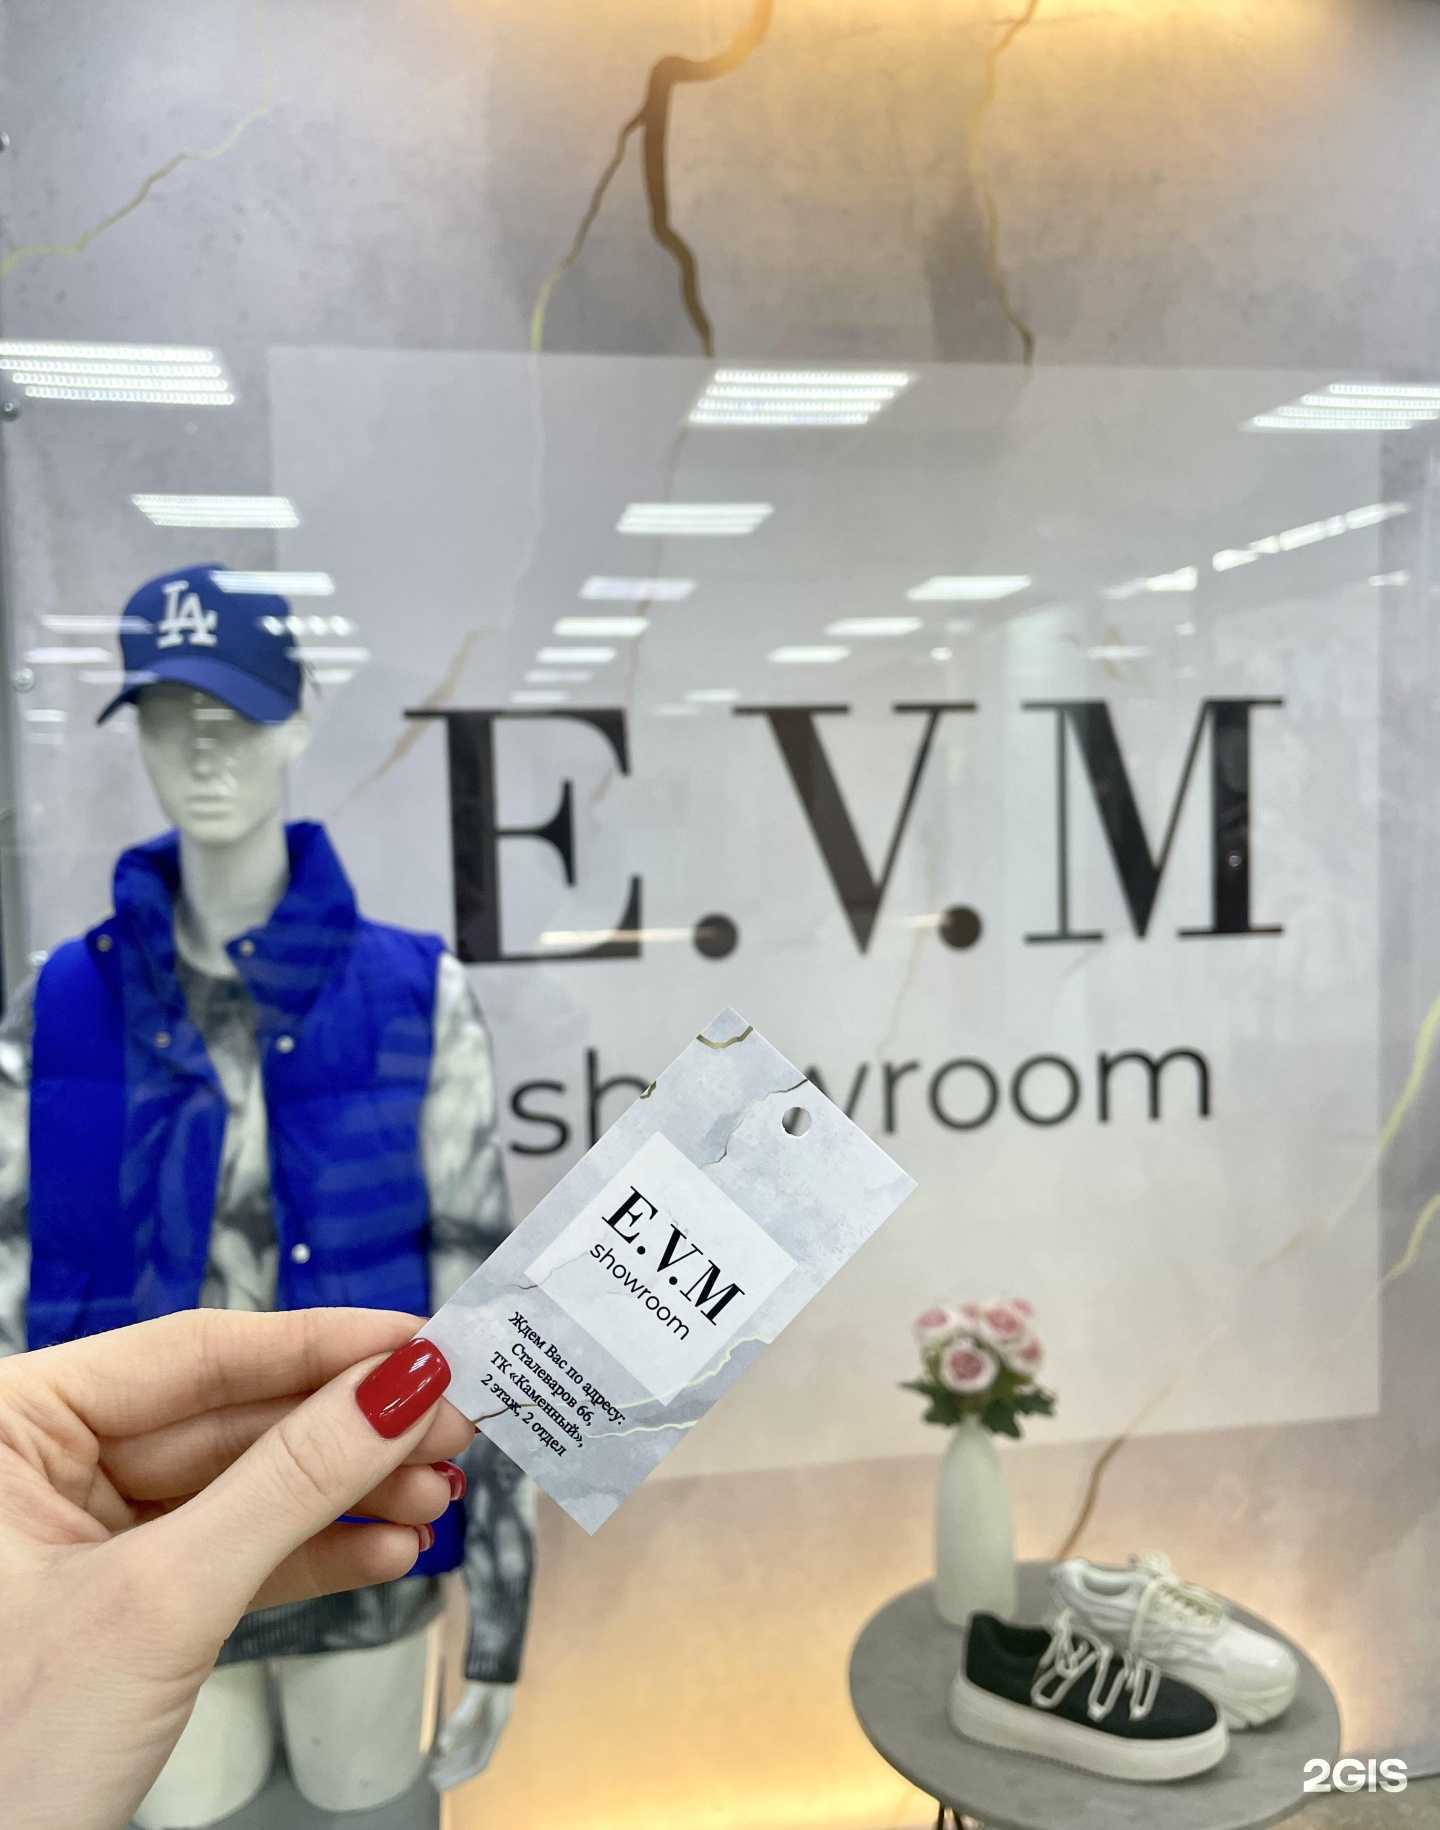 LA
E.V.M
showroom
E.V.M
showroom
Ждем Вас по адресу:
Сталеваров 66,
ТК «Каменный»,
2 этаж, 2 отдел
2GIS